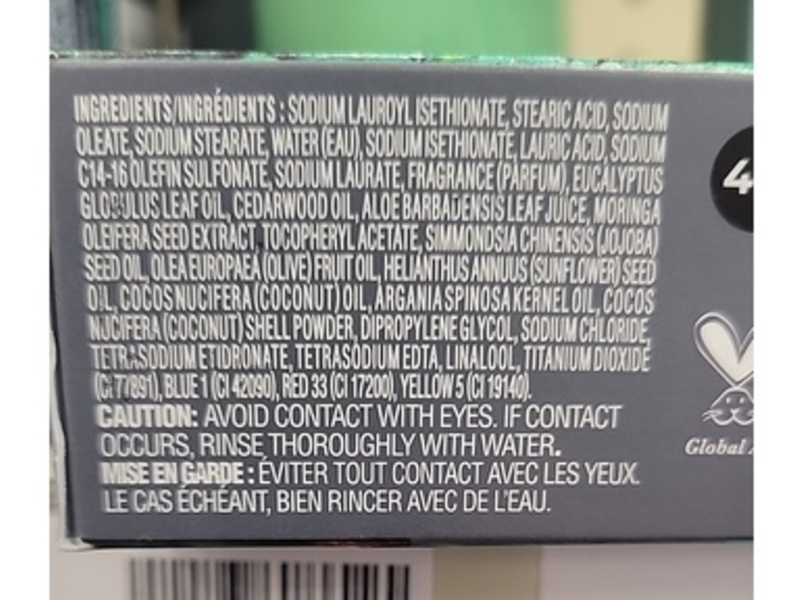 INGREDIENTS/INGRÉDIENTS : SODIUM LAUROYL ISETHIONATE, STEARIC ACID, SODIUM
OLEATE, SODIUM STEARATE, WATER (EAU), SODIUM ISETHIONATE, LAURIC ACID, SODIUM
C14-16 OLEFIN SULFONATE, SODIUM LAURATE, FRAGRANCE (PARFUM), EUCALYPTUS
GLOBULUS LEAF OIL, CEDARWOOD OIL, ALOE BARBADENSIS LEAF JUICE, MORINGA
OLEIFERA SEED EXTRACT, TOCOPHERYL ACETATE, SIMMONDSIA CHINENSIS (JOJOBA)
SEED OIL, OLEA EUROPAEA (OLIVE) FRUIT OIL, HELIANTHUS ANNUUS (SUNFLOWER) SEED
OIL, COCOS NUCIFERA (COCONUT) OIL, ARGANIA SPINOSA KERNEL OIL, COCOS
NUCIFERA (COCONUT) SHELL POWDER, DIPROPYLENE GLYCOL, SODIUM CHLORIDE,
TETRASODIUM ETIDRONATE, TETRASODIUM EDTA, LINALOOL, TITANIUM DIOXIDE
(CI 77891), BLUE 1 (CI 42090), RED 33 (CI 17200), YELLOW 5 (CI 19140).
CAUTION: AVOID CONTACT WITH EYES. IF CONTACT
OCCURS, RINSE THOROUGHLY WITH WATER.
MISE EN GARDE : ÉVITER TOUT CONTACT AVEC LES YEUX.
LE CAS ÉCHÉANT, BIEN RINCER AVEC DE L'EAU.
4
Global